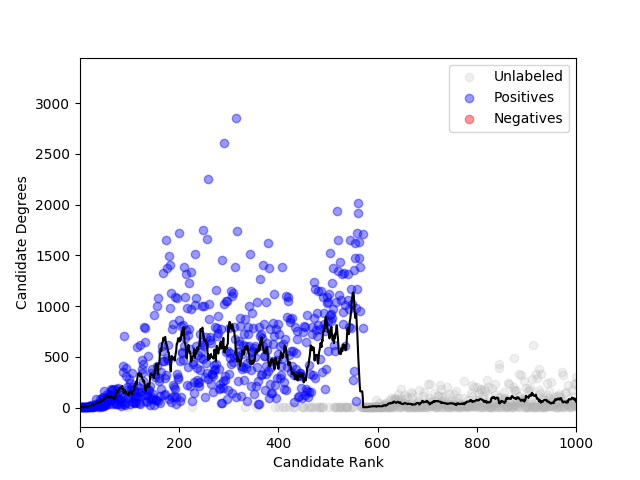 Unlabeled
Positives
Negatives
3000
2500
2000
1500
1000
500
0
Candidate Degrees
0 200 400 600 800 1000
Candidate Rank